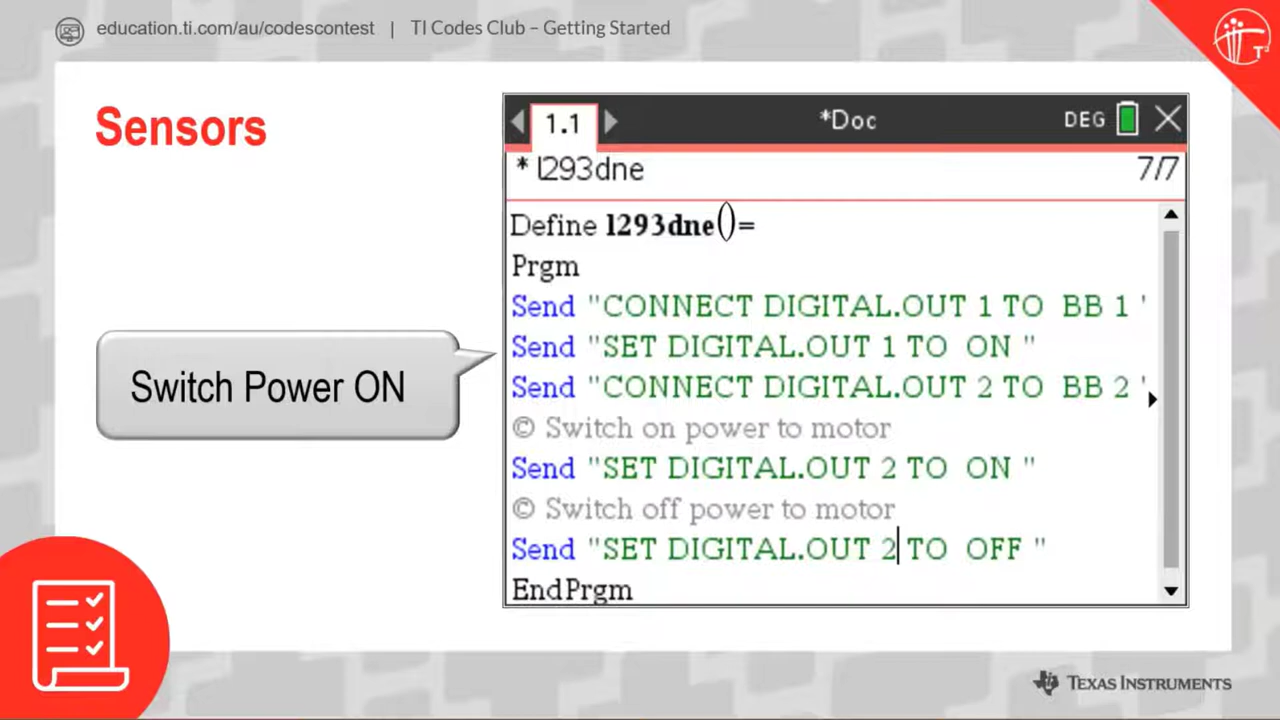 education.ti.com/au/codescontest | TI Codes Club – Getting Started
Sensors
1.1
*Doc
DEG
* l293dne
7/7
Define l293dne()=
Prgm
Send "CONNECT DIGITAL.OUT 1 TO  BB 1 '
Send "SET DIGITAL.OUT 1 TO  ON "
Send "CONNECT DIGITAL.OUT 2 TO  BB 2 '
© Switch on power to motor
Send "SET DIGITAL.OUT 2 TO  ON "
© Switch off power to motor
Send "SET DIGITAL.OUT 2 TO  OFF "
EndPrgm
Switch Power ON
TEXAS INSTRUMENTS